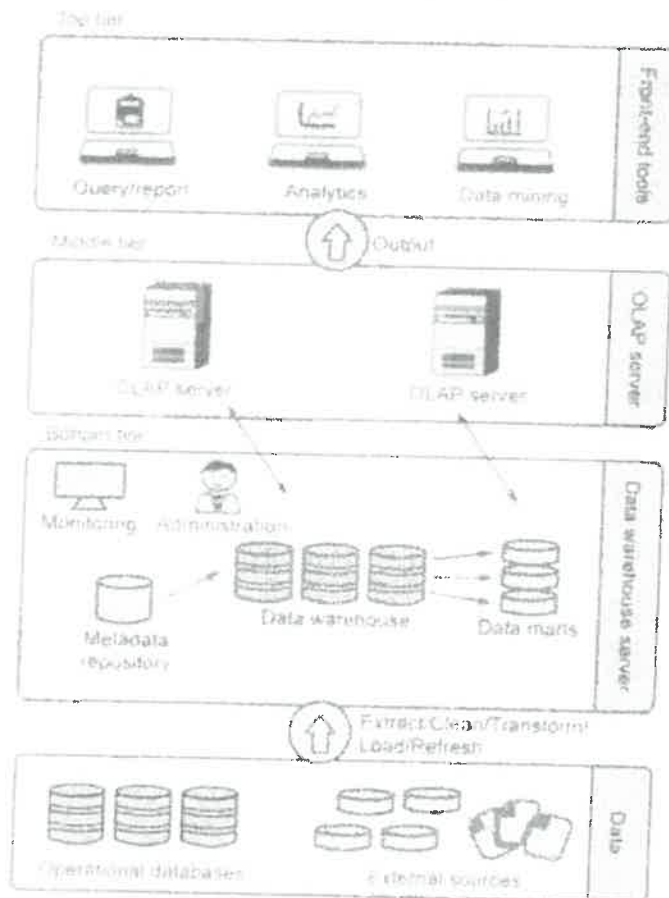 Top tier
Query/report
Analytics
Data mining
Front-end tools
Output
Middle tier
OLAP server
OLAP server
OLAP server
Bottom tier
Monitoring
Administration
Metadata
repository
Data warehouse
Data marts
Data warehouse server
Extract/Clean/Transform/
Load/Refresh
Operational databases
External sources
Data